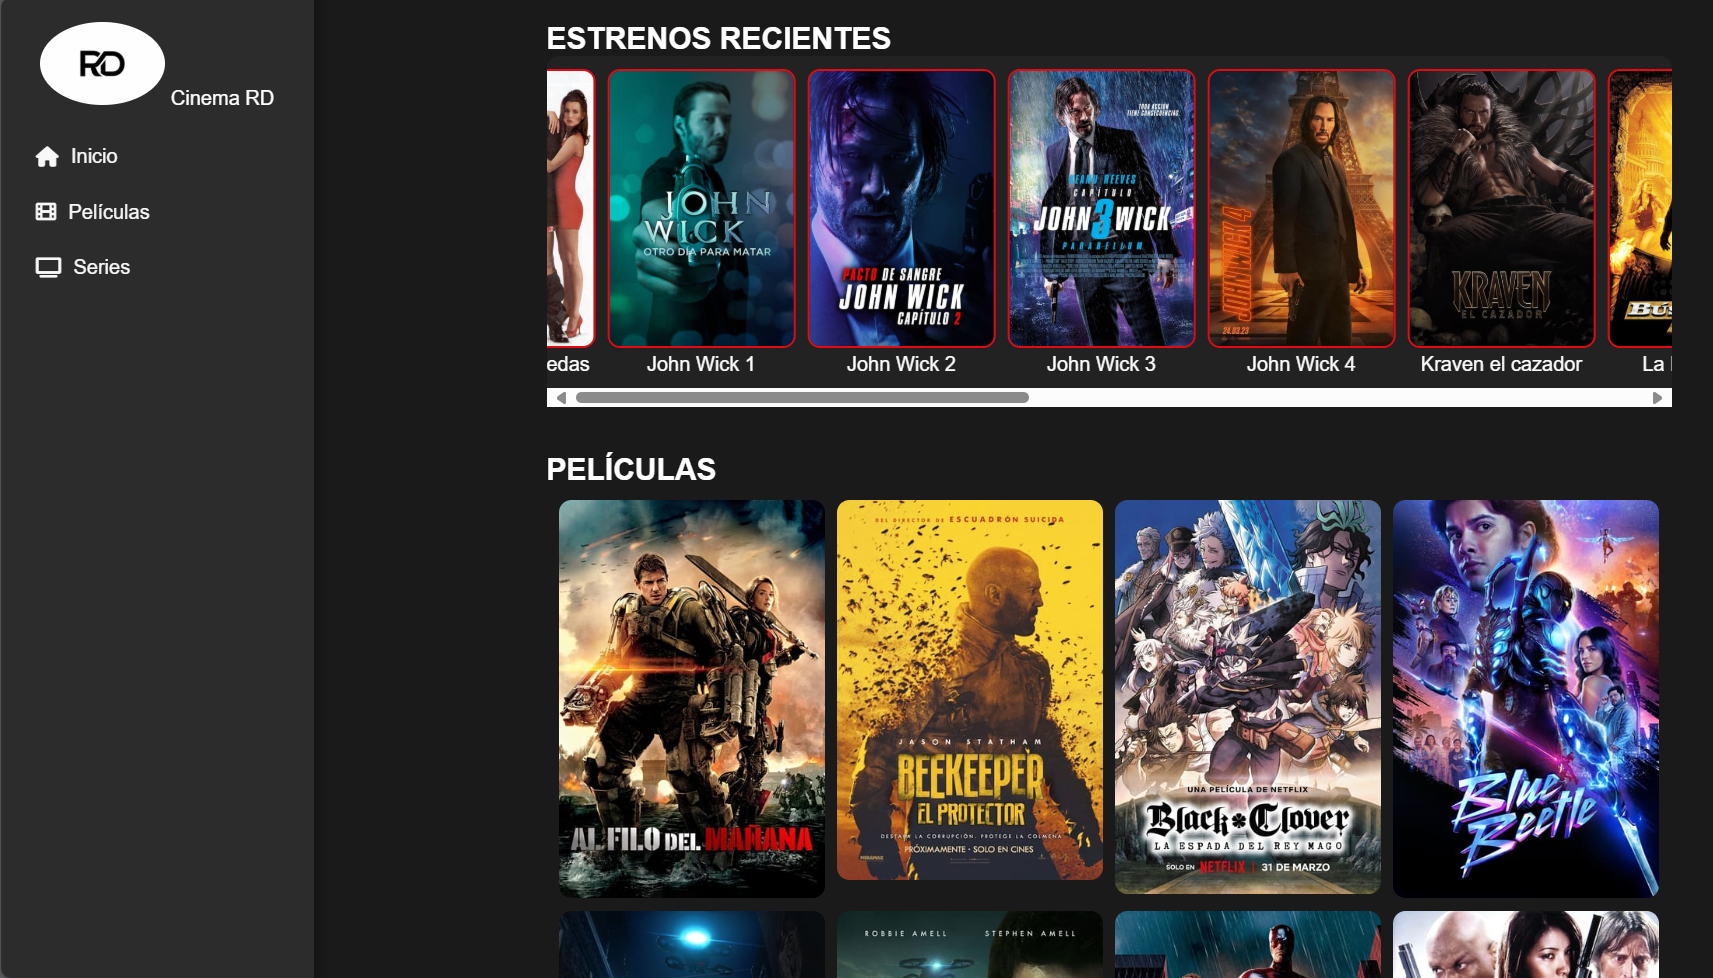 RD
Cinema RD
Inicio
Películas
Series
ESTRENOS RECIENTES
JOHN
WICK
OTRO DÍA PARA MATAR
PACTO DE SANGRE
JOHN WICK
CAPÍTULO 2
TODA ACCIÓN
TIENE CONSECUENCIAS.
KEANU REEVES
CAPÍTULO
JOHN 3 WICK
PARABELLUM
JOHN WICK 4
24.03.23
KRAVEN
EL CAZADOR
edas
John Wick 1
John Wick 2
John Wick 3
John Wick 4
Kraven el cazador
La
PELÍCULAS
AL FILO DEL MAÑANA
DEL DIRECTOR DE ESCUADRÓN SUICIDA
JASON STATHAM
BEEKEEPER
EL PROTECTOR
DESTAPA LA CORRUPCIÓN. PROTEGE LA COLMENA
PRÓXIMAMENTE · SOLO EN CINES
MIRAMAX
UNA PELÍCULA DE NETFLIX
Black Clover
LA ESPADA DEL REY MAGO
SOLO EN NETFLIX | 31 DE MARZO
Blue
Beetle
ROBBIE AMELL STEPHEN AMELL